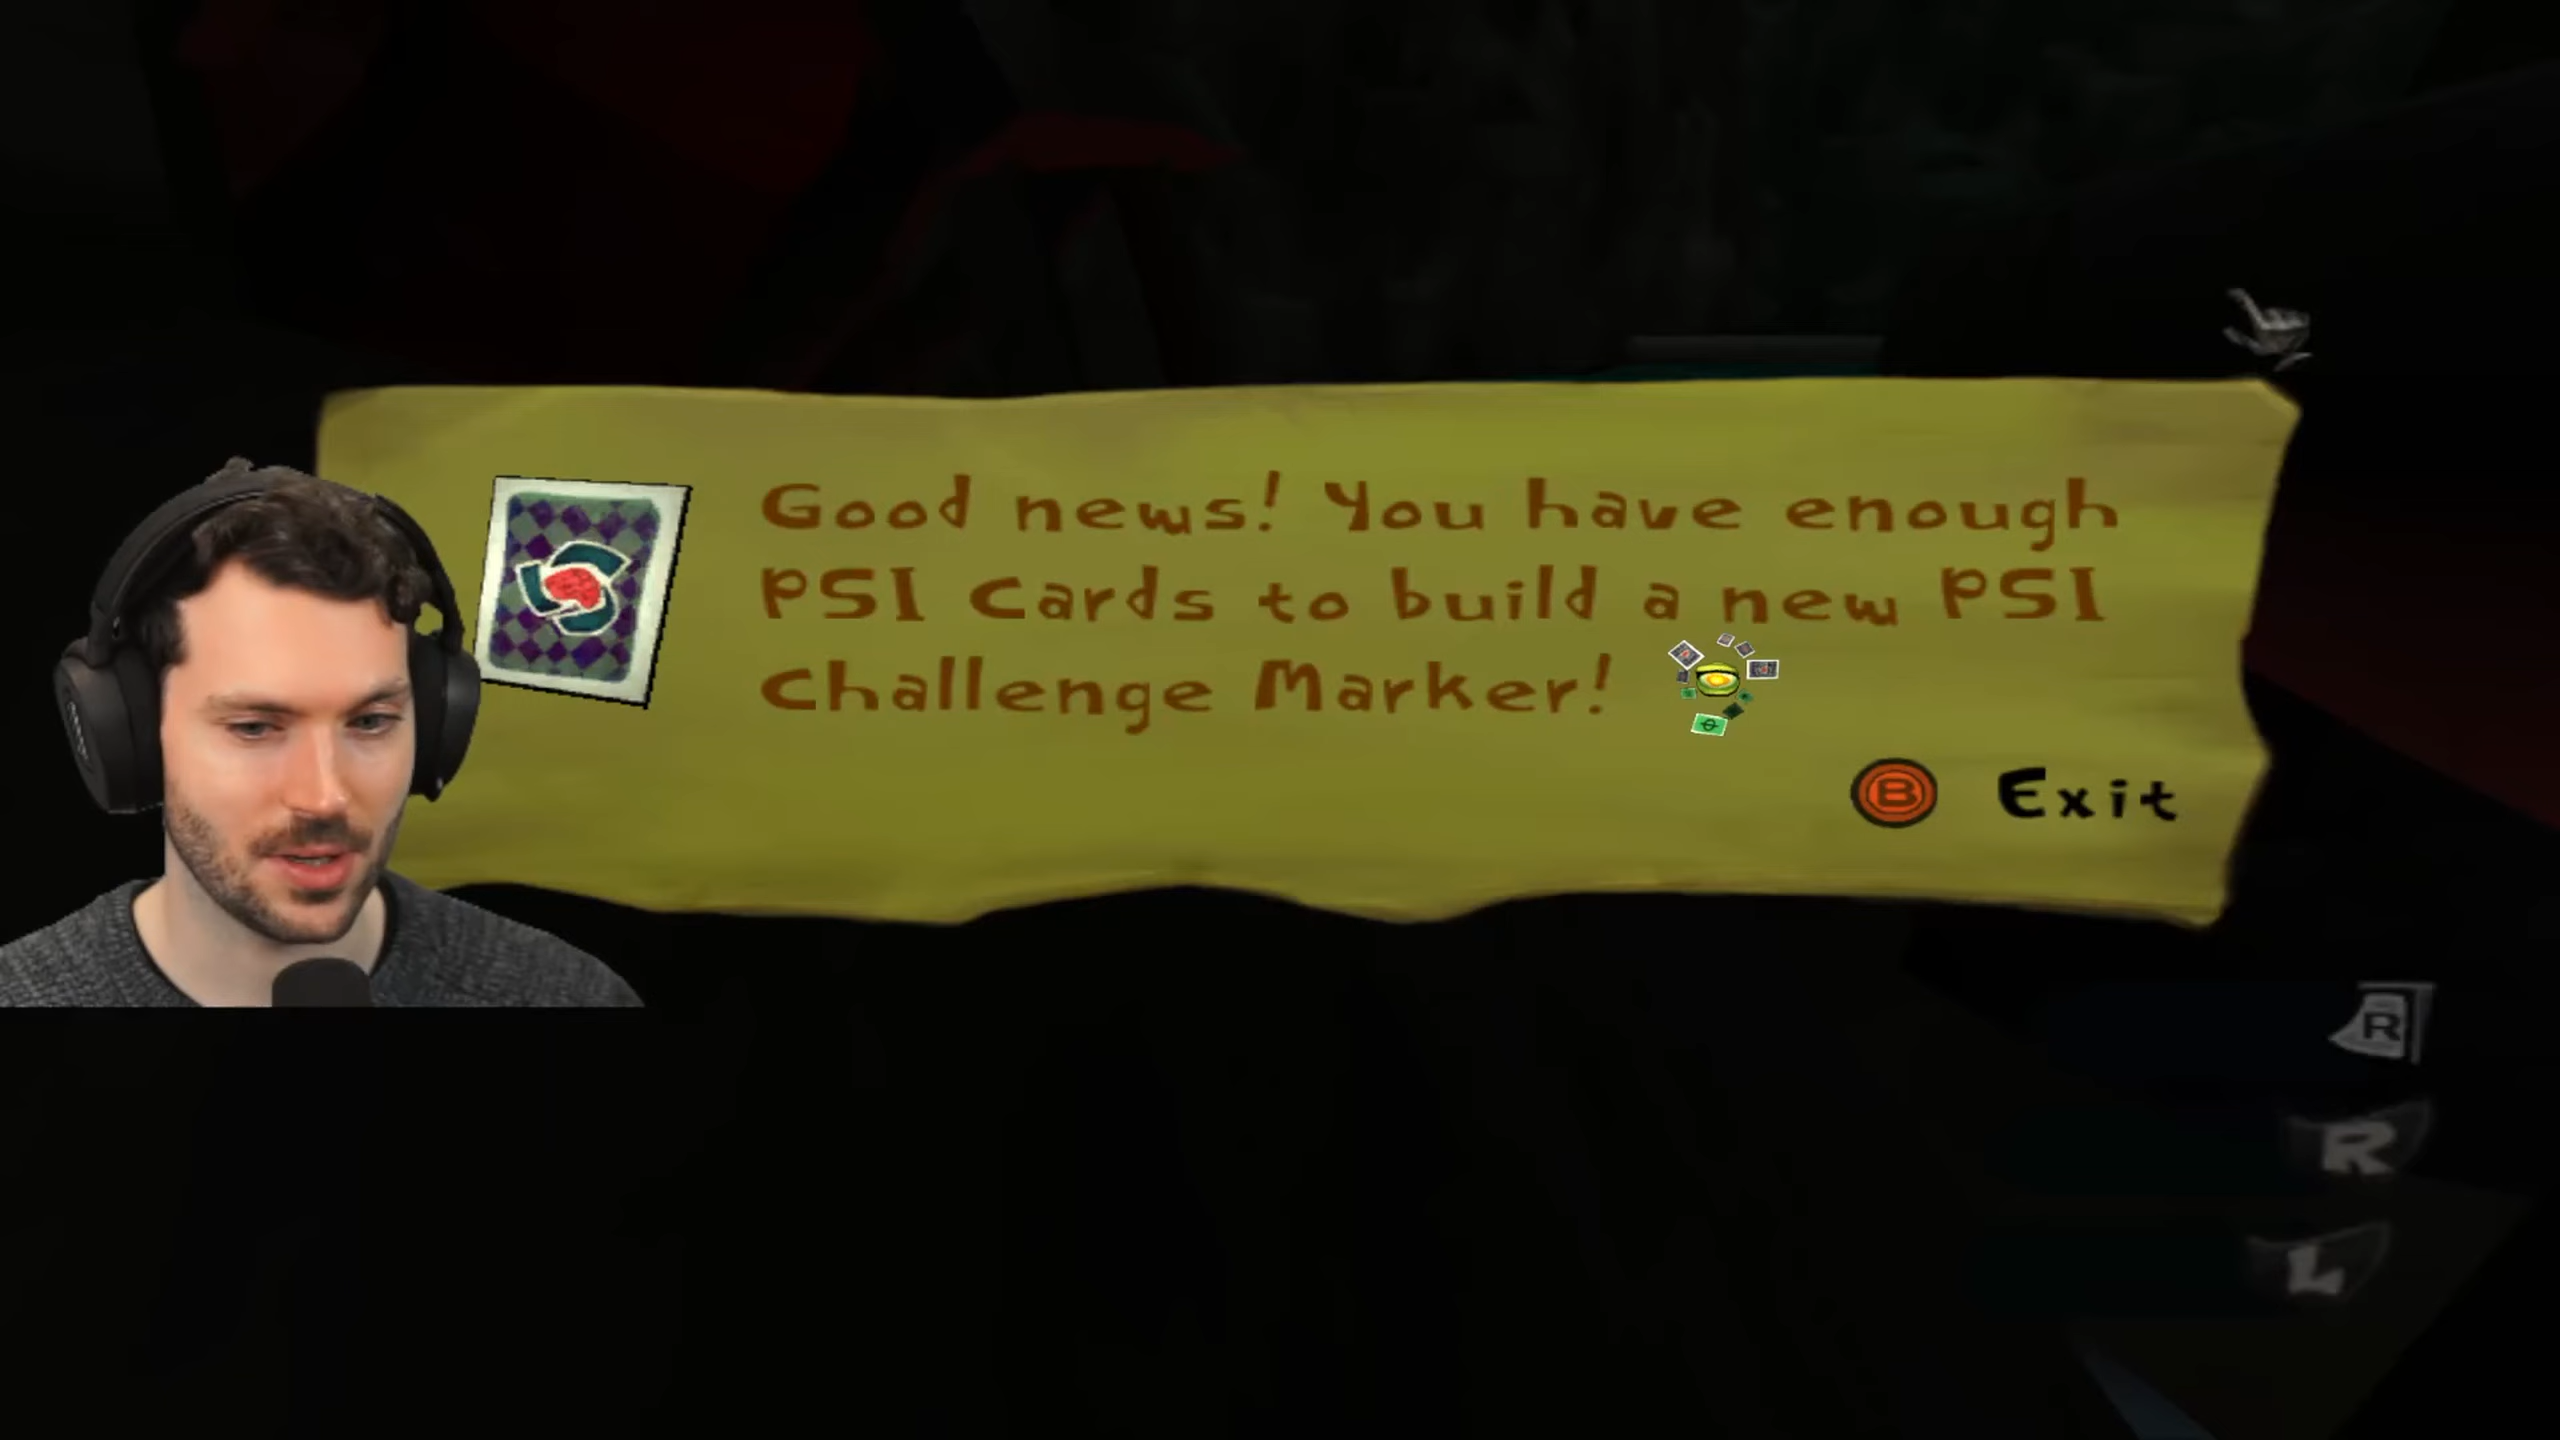 Good news! You have enough
PSI Cards to build a new PSI
Challenge Marker!
B Exit
R
R
L